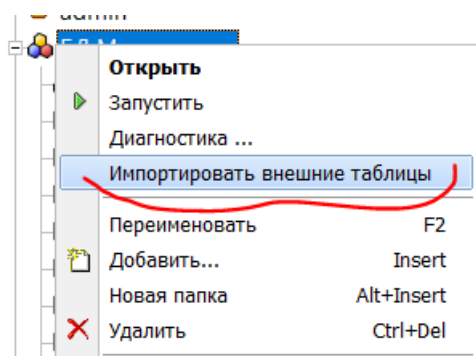 admin
Открыть
Запустить
Диагностика ...
Импортировать внешние таблицы
Переименовать F2
Добавить... Insert
Новая папка Alt+Insert
Удалить Ctrl+Del